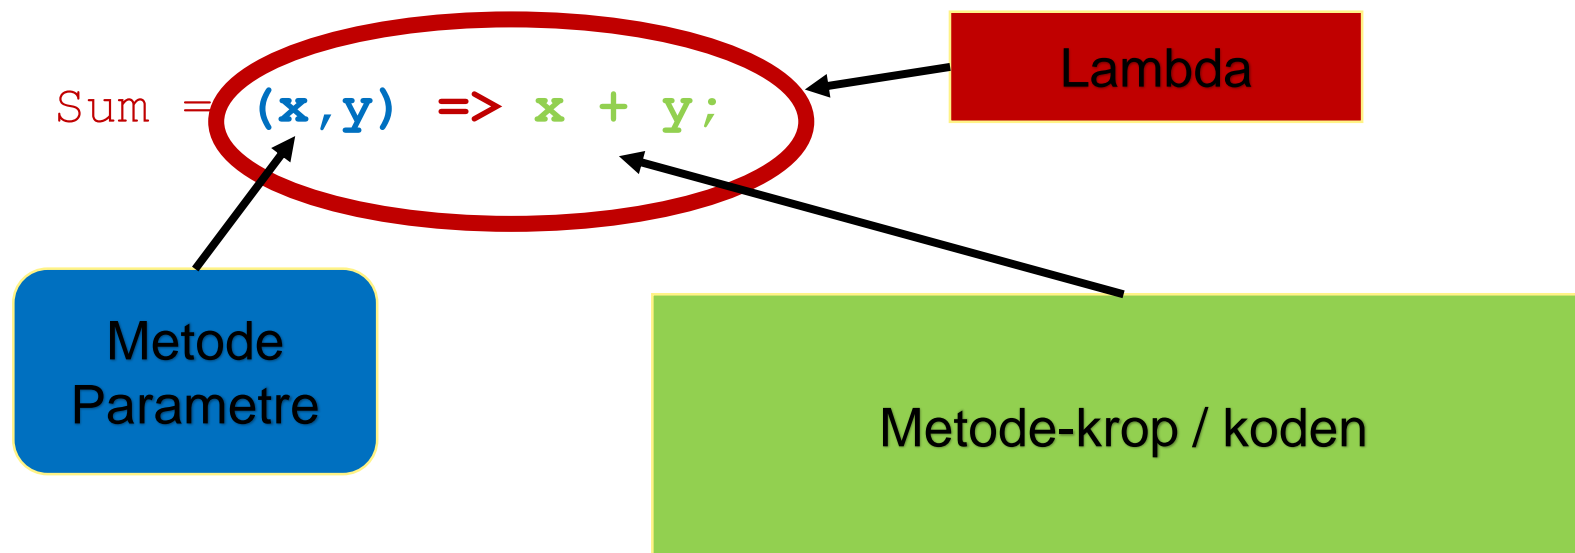 Lambda
Sum = (x,y) => x + y;
Metode
Parametre
Metode-krop / koden